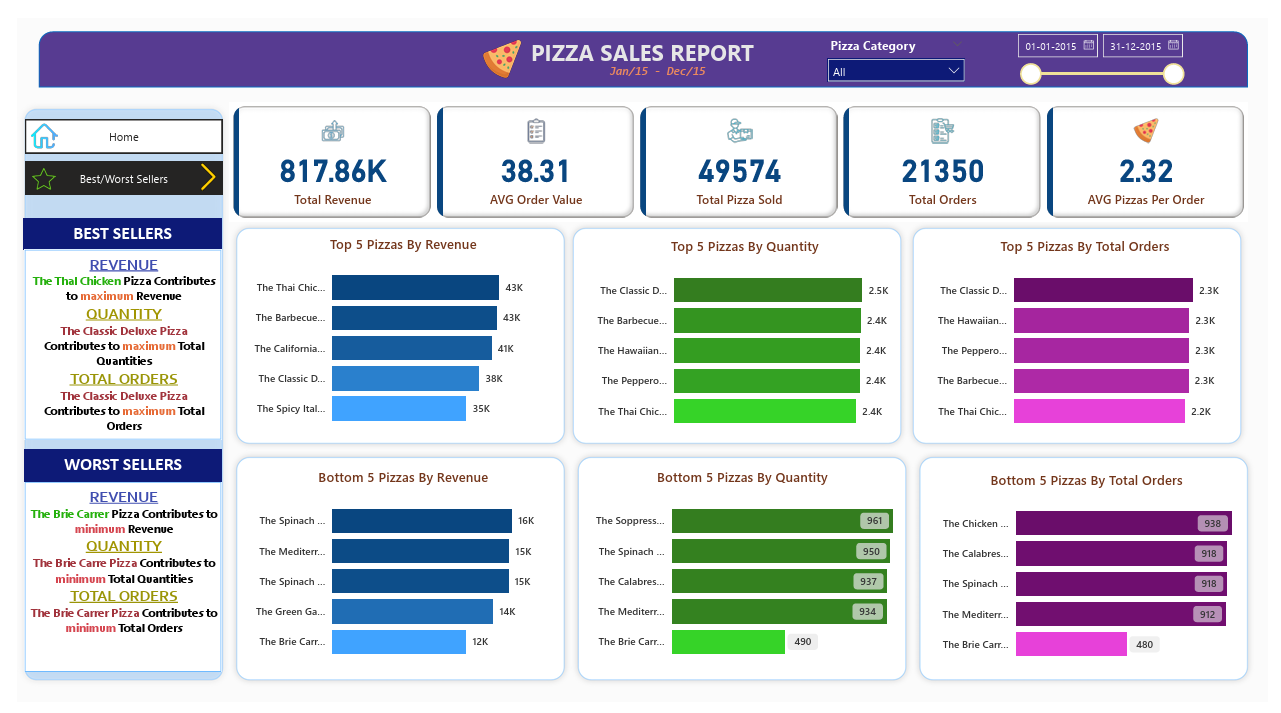 PIZZA SALES REPORT
Jan/15 - Dec/15
Pizza Category
All
01-01-2015
31-12-2015
Home
Best/Worst Sellers
817.86K
Total Revenue
38.31
AVG Order Value
49574
Total Pizza Sold
21350
Total Orders
2.32
AVG Pizzas Per Order
BEST SELLERS
REVENUE
The Thai Chicken Pizza Contributes
to maximum Revenue
QUANTITY
The Classic Deluxe Pizza
Contributes to maximum Total
Quantities
TOTAL ORDERS
The Classic Deluxe Pizza
Contributes to maximum Total
Orders
WORST SELLERS
REVENUE
The Brie Carrer Pizza Contributes to
minimum Revenue
QUANTITY
The Brie Carre Pizza Contributes to
minimum Total Quantities
TOTAL ORDERS
The Brie Carrer Pizza Contributes to
minimum Total Orders
Top 5 Pizzas By Revenue
The Thai Chic... 43K
The Barbecue... 43K
The California... 41K
The Classic D... 38K
The Spicy Ital... 35K
Top 5 Pizzas By Quantity
The Classic D... 2.5K
The Barbecue... 2.4K
The Hawaiian... 2.4K
The Peppero... 2.4K
The Thai Chic... 2.4K
Top 5 Pizzas By Total Orders
The Classic D... 2.3K
The Hawaiian... 2.3K
The Peppero... 2.3K
The Barbecue... 2.3K
The Thai Chic... 2.2K
Bottom 5 Pizzas By Revenue
The Spinach ... 16K
The Mediterr... 15K
The Spinach ... 15K
The Green Ga... 14K
The Brie Carr... 12K
Bottom 5 Pizzas By Quantity
The Soppress... 961
The Spinach ... 950
The Calabres... 937
The Mediterr... 934
The Brie Carr... 490
Bottom 5 Pizzas By Total Orders
The Chicken ... 938
The Calabres... 918
The Spinach ... 918
The Mediterr... 912
The Brie Carr... 480